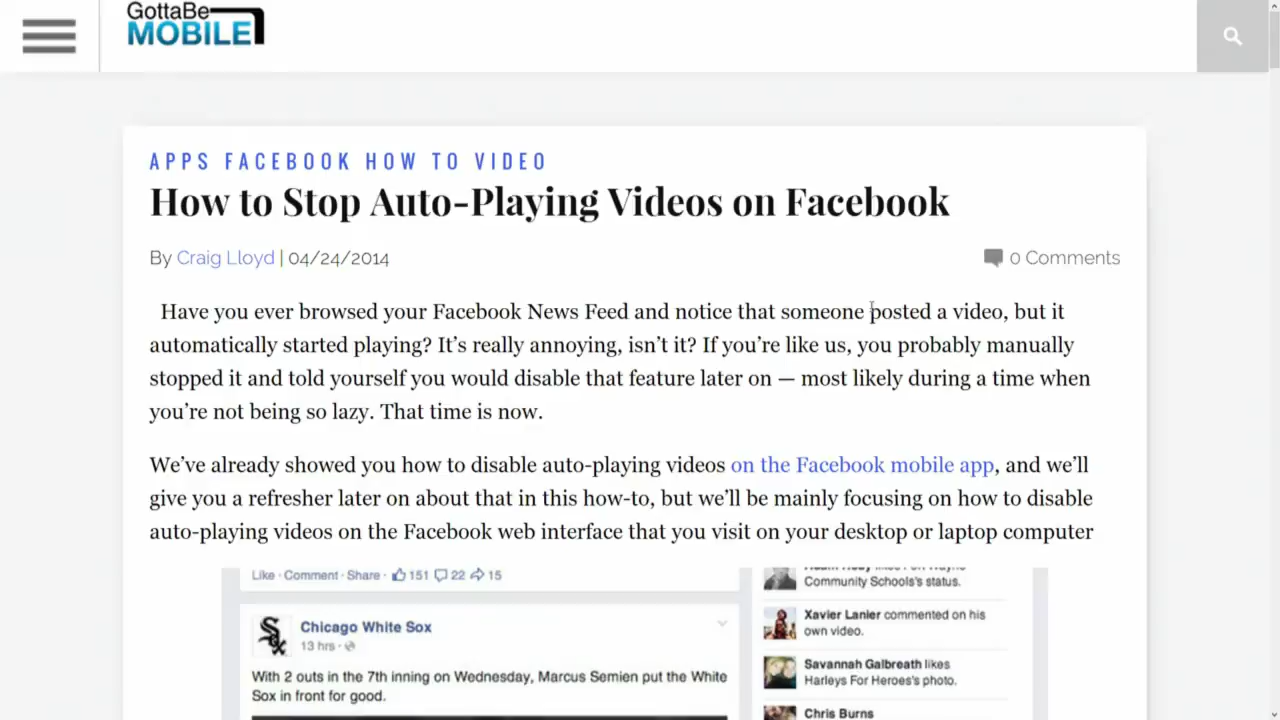 GottaBe
MOBILE
APPS FACEBOOK HOW TO VIDEO
How to Stop Auto-Playing Videos on Facebook
By Craig Lloyd | 04/24/2014
0 Comments
Have you ever browsed your Facebook News Feed and notice that someone posted a video, but it
automatically started playing? It’s really annoying, isn’t it? If you’re like us, you probably manually
stopped it and told yourself you would disable that feature later on — most likely during a time when
you’re not being so lazy. That time is now.
We’ve already showed you how to disable auto-playing videos on the Facebook mobile app, and we’ll
give you a refresher later on about that in this how-to, but we’ll be mainly focusing on how to disable
auto-playing videos on the Facebook web interface that you visit on your desktop or laptop computer
Like · Comment · Share · 151 22 15
Chicago White Sox
13 hrs ·
With 2 outs in the 7th inning on Wednesday, Marcus Semien put the White
Sox in front for good.
Community Schools's status.
Xavier Lanier commented on his
own video.
Savannah Galbreath likes
Harleys For Heroes's photo.
Chris Burns